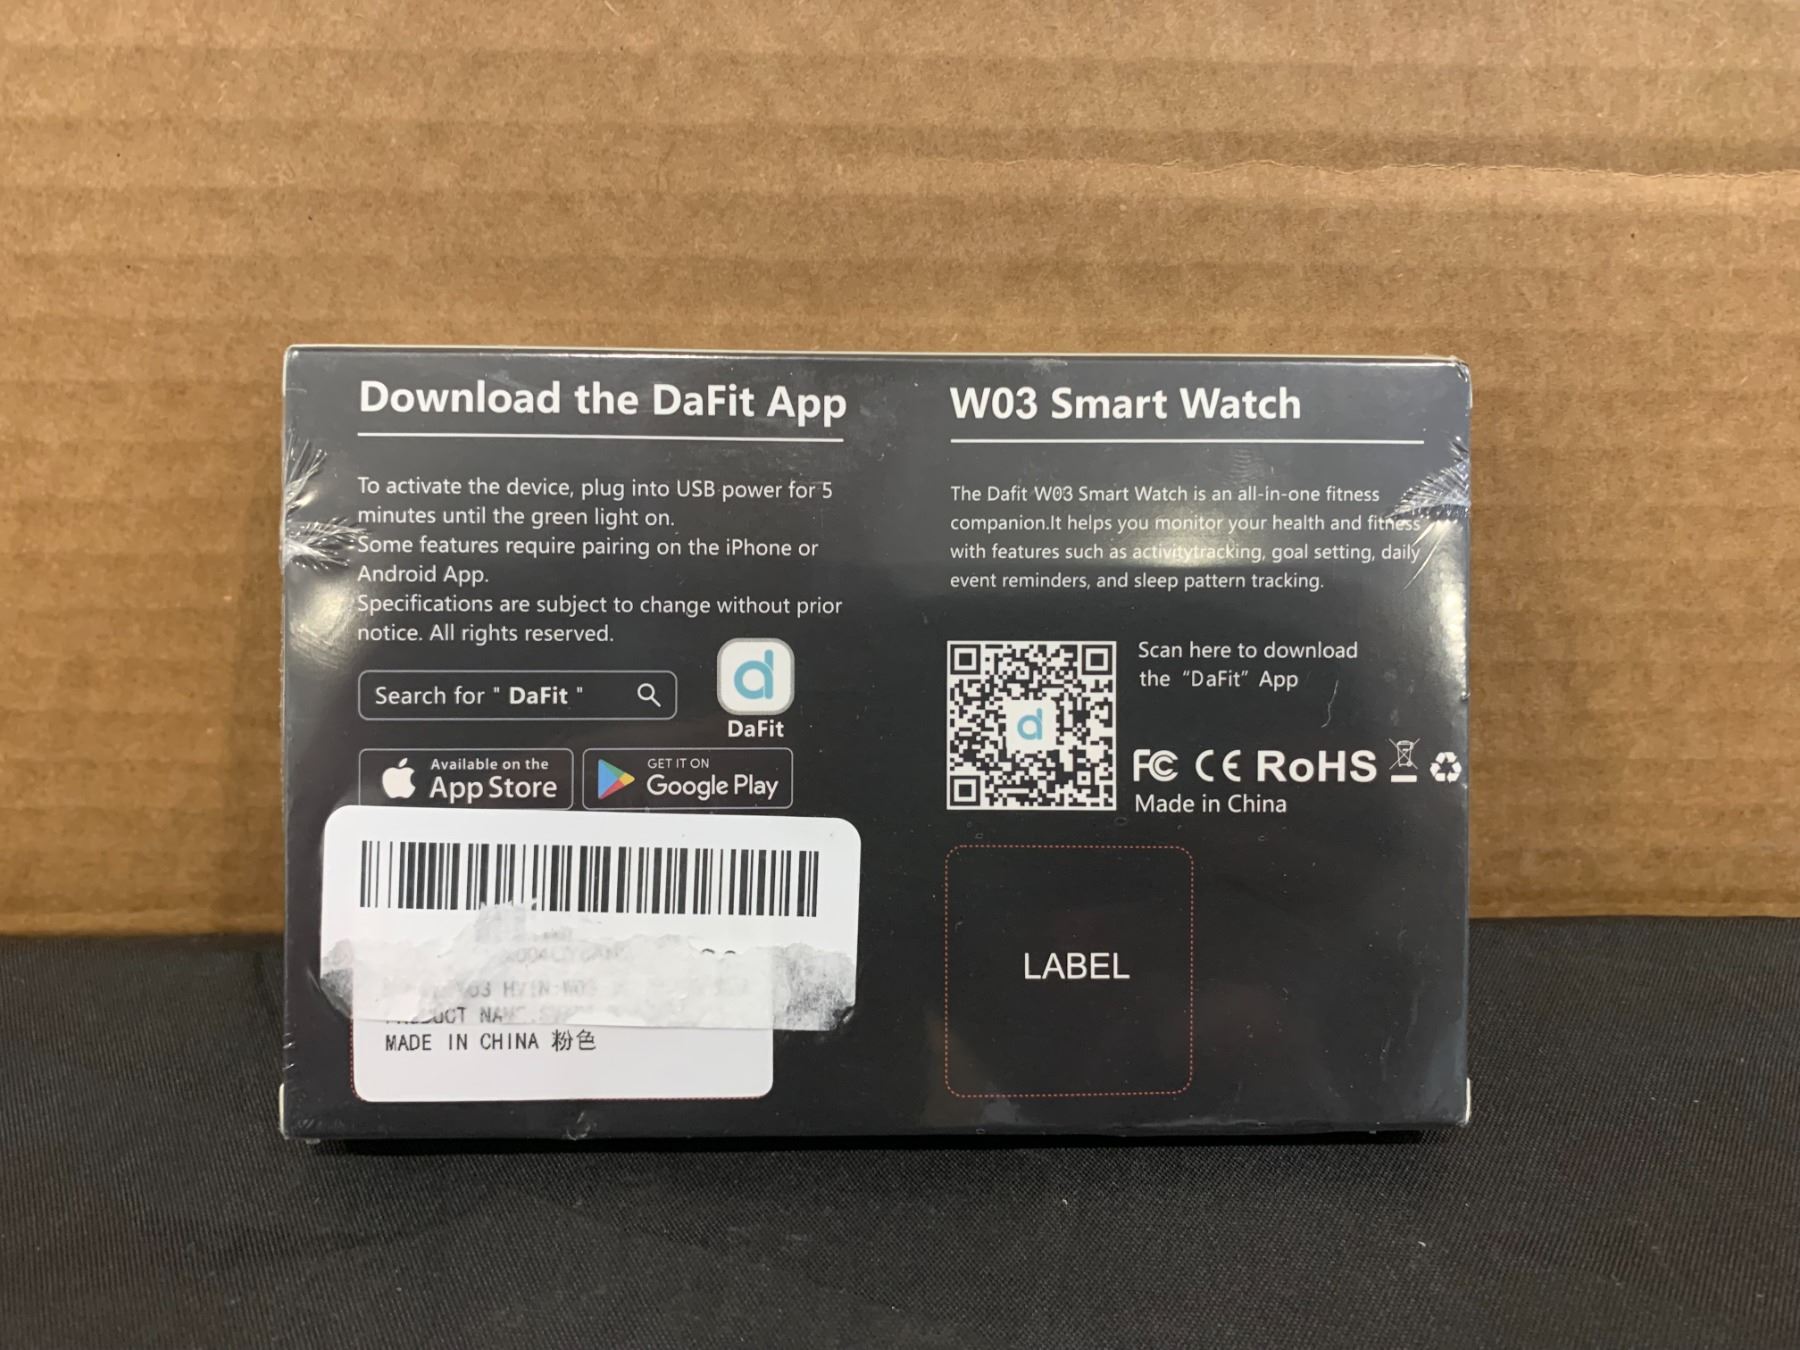 Download the DaFit App
To activate the device, plug into USB power for 5
minutes until the green light on.
Some features require pairing on the iPhone or
Android App.
Specifications are subject to change without prior
notice. All rights reserved.
Search for " DaFit "
DaFit
Available on the
App Store
GET IT ON
Google Play
HVIN:W03
PRODUCT NA
MADE IN CHINA 粉色
W03 Smart Watch
The Dafit W03 Smart Watch is an all-in-one fitness
companion.It helps you monitor your health and fitness
with features such as activitytracking, goal setting, daily
event reminders, and sleep pattern tracking.
Scan here to download
the “DaFit” App
FC CE RoHS
Made in China
LABEL